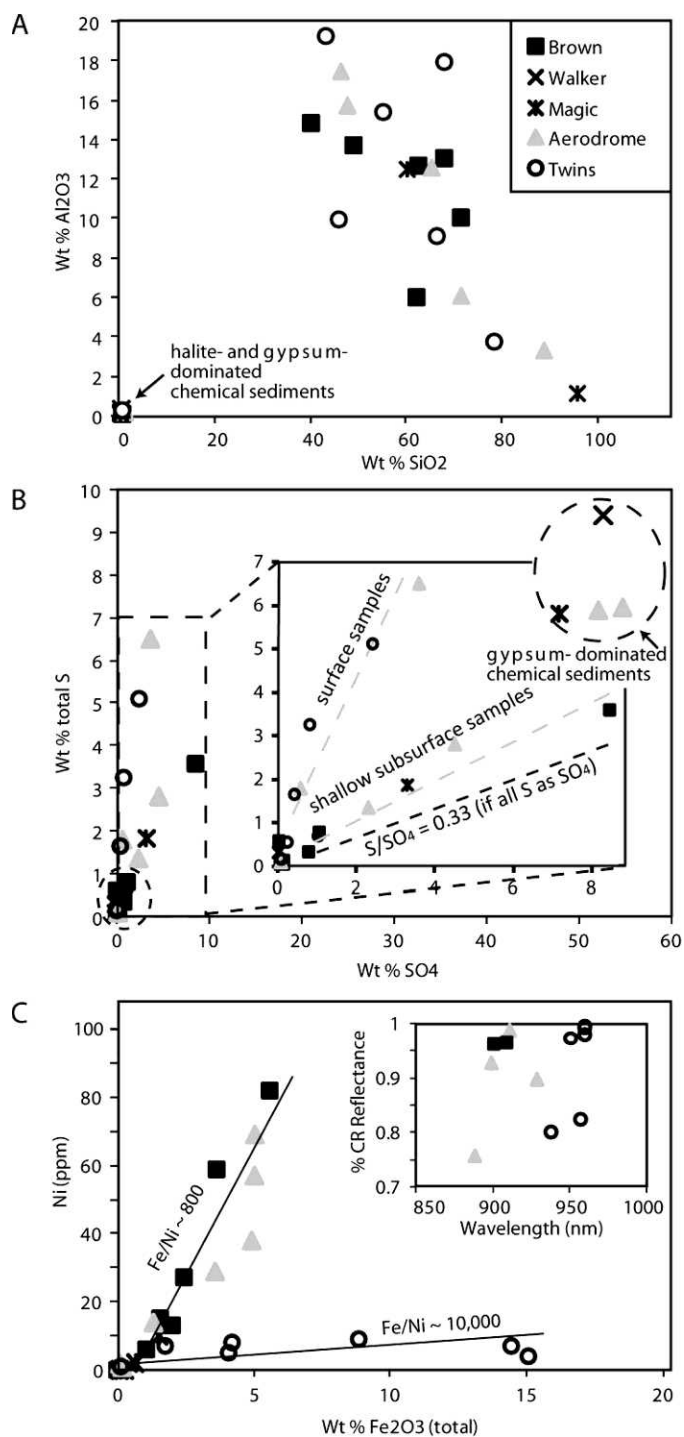 A
20
18
16
14
12
10
8
6
4
2
0
Wt % Al2O3
Brown
Walker
Magic
Aerodrome
Twins
halite- and gypsum-
dominated
chemical sediments
0 20 40 60 80 100
Wt % SiO2
B
10
9
8
7
6
5
4
3
2
1
0
Wt % total S
7
6
5
4
3
2
1
0
surface samples
shallow subsurface samples
S/SO4 = 0.33 (if all S as SO4)
gypsum- dominated
chemical sediments
2 4 6 8
0 10 20 30 40 50 60
Wt % SO4
C
100
80
60
40
20
0
Ni (ppm)
Fe/Ni ~ 800
Fe/Ni ~ 10,000
1
0.9
0.8
0.7
% CR Reflectance
850 900 950 1000
Wavelength (nm)
0 5 10 15 20
Wt % Fe2O3 (total)